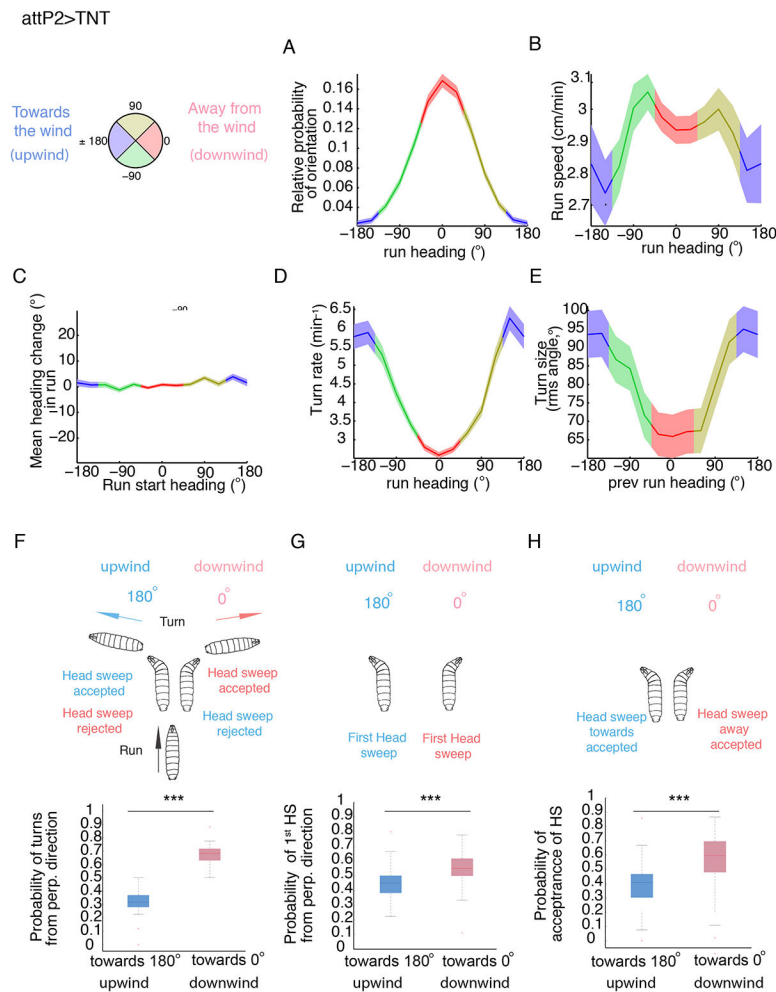 attP2>TNT
Towards
the wind
(upwind)
90
± 180
0
−90
Away from
the wind
(downwind)
A
Relative probability
of orientation
0.16
0.14
0.12
0.1
0.08
0.06
0.04
−180
−90
0
90
180
run heading (°)
B
Run speed (cm/min)
3.1
3
2.9
2.8
2.7
−180
−90
0
90
180
run heading (°)
C
Mean heading change (°)
in run
−90
20
10
0
−10
−20
−180
−90
0
90
180
Run start heading (°)
D
Turn rate (min⁻¹)
6.5
6
5.5
5
4.5
4
3.5
3
−180
−90
0
90
180
run heading (°)
E
Turn size
(rms angle,°)
100
95
90
85
80
75
70
65
−180
−90
0
90
180
prev run heading (°)
F
upwind
downwind
180°
0°
Turn
Head sweep
accepted
Head sweep
accepted
Head sweep
rejected
Head sweep
rejected
Run
Probability of turns
from perp. direction
1
0.9
0.8
0.7
0.6
0.5
0.4
0.3
0.2
0.1
0
***
towards 180°
upwind
towards 0°
downwind
G
upwind
downwind
180°
0°
First Head
sweep
First Head
sweep
Probability of 1st HS
from perp. direction
1
0.9
0.8
0.7
0.6
0.5
0.4
0.3
0.2
0.1
0
***
towards 180°
upwind
towards 0°
downwind
H
upwind
downwind
180°
0°
Head sweep
towards
accepted
Head sweep
away
accepted
Probability of
acceptrancce of HS
1
0.9
0.8
0.7
0.6
0.5
0.4
0.3
0.2
0.1
0
***
towards 180°
upwind
towards 0°
downwind